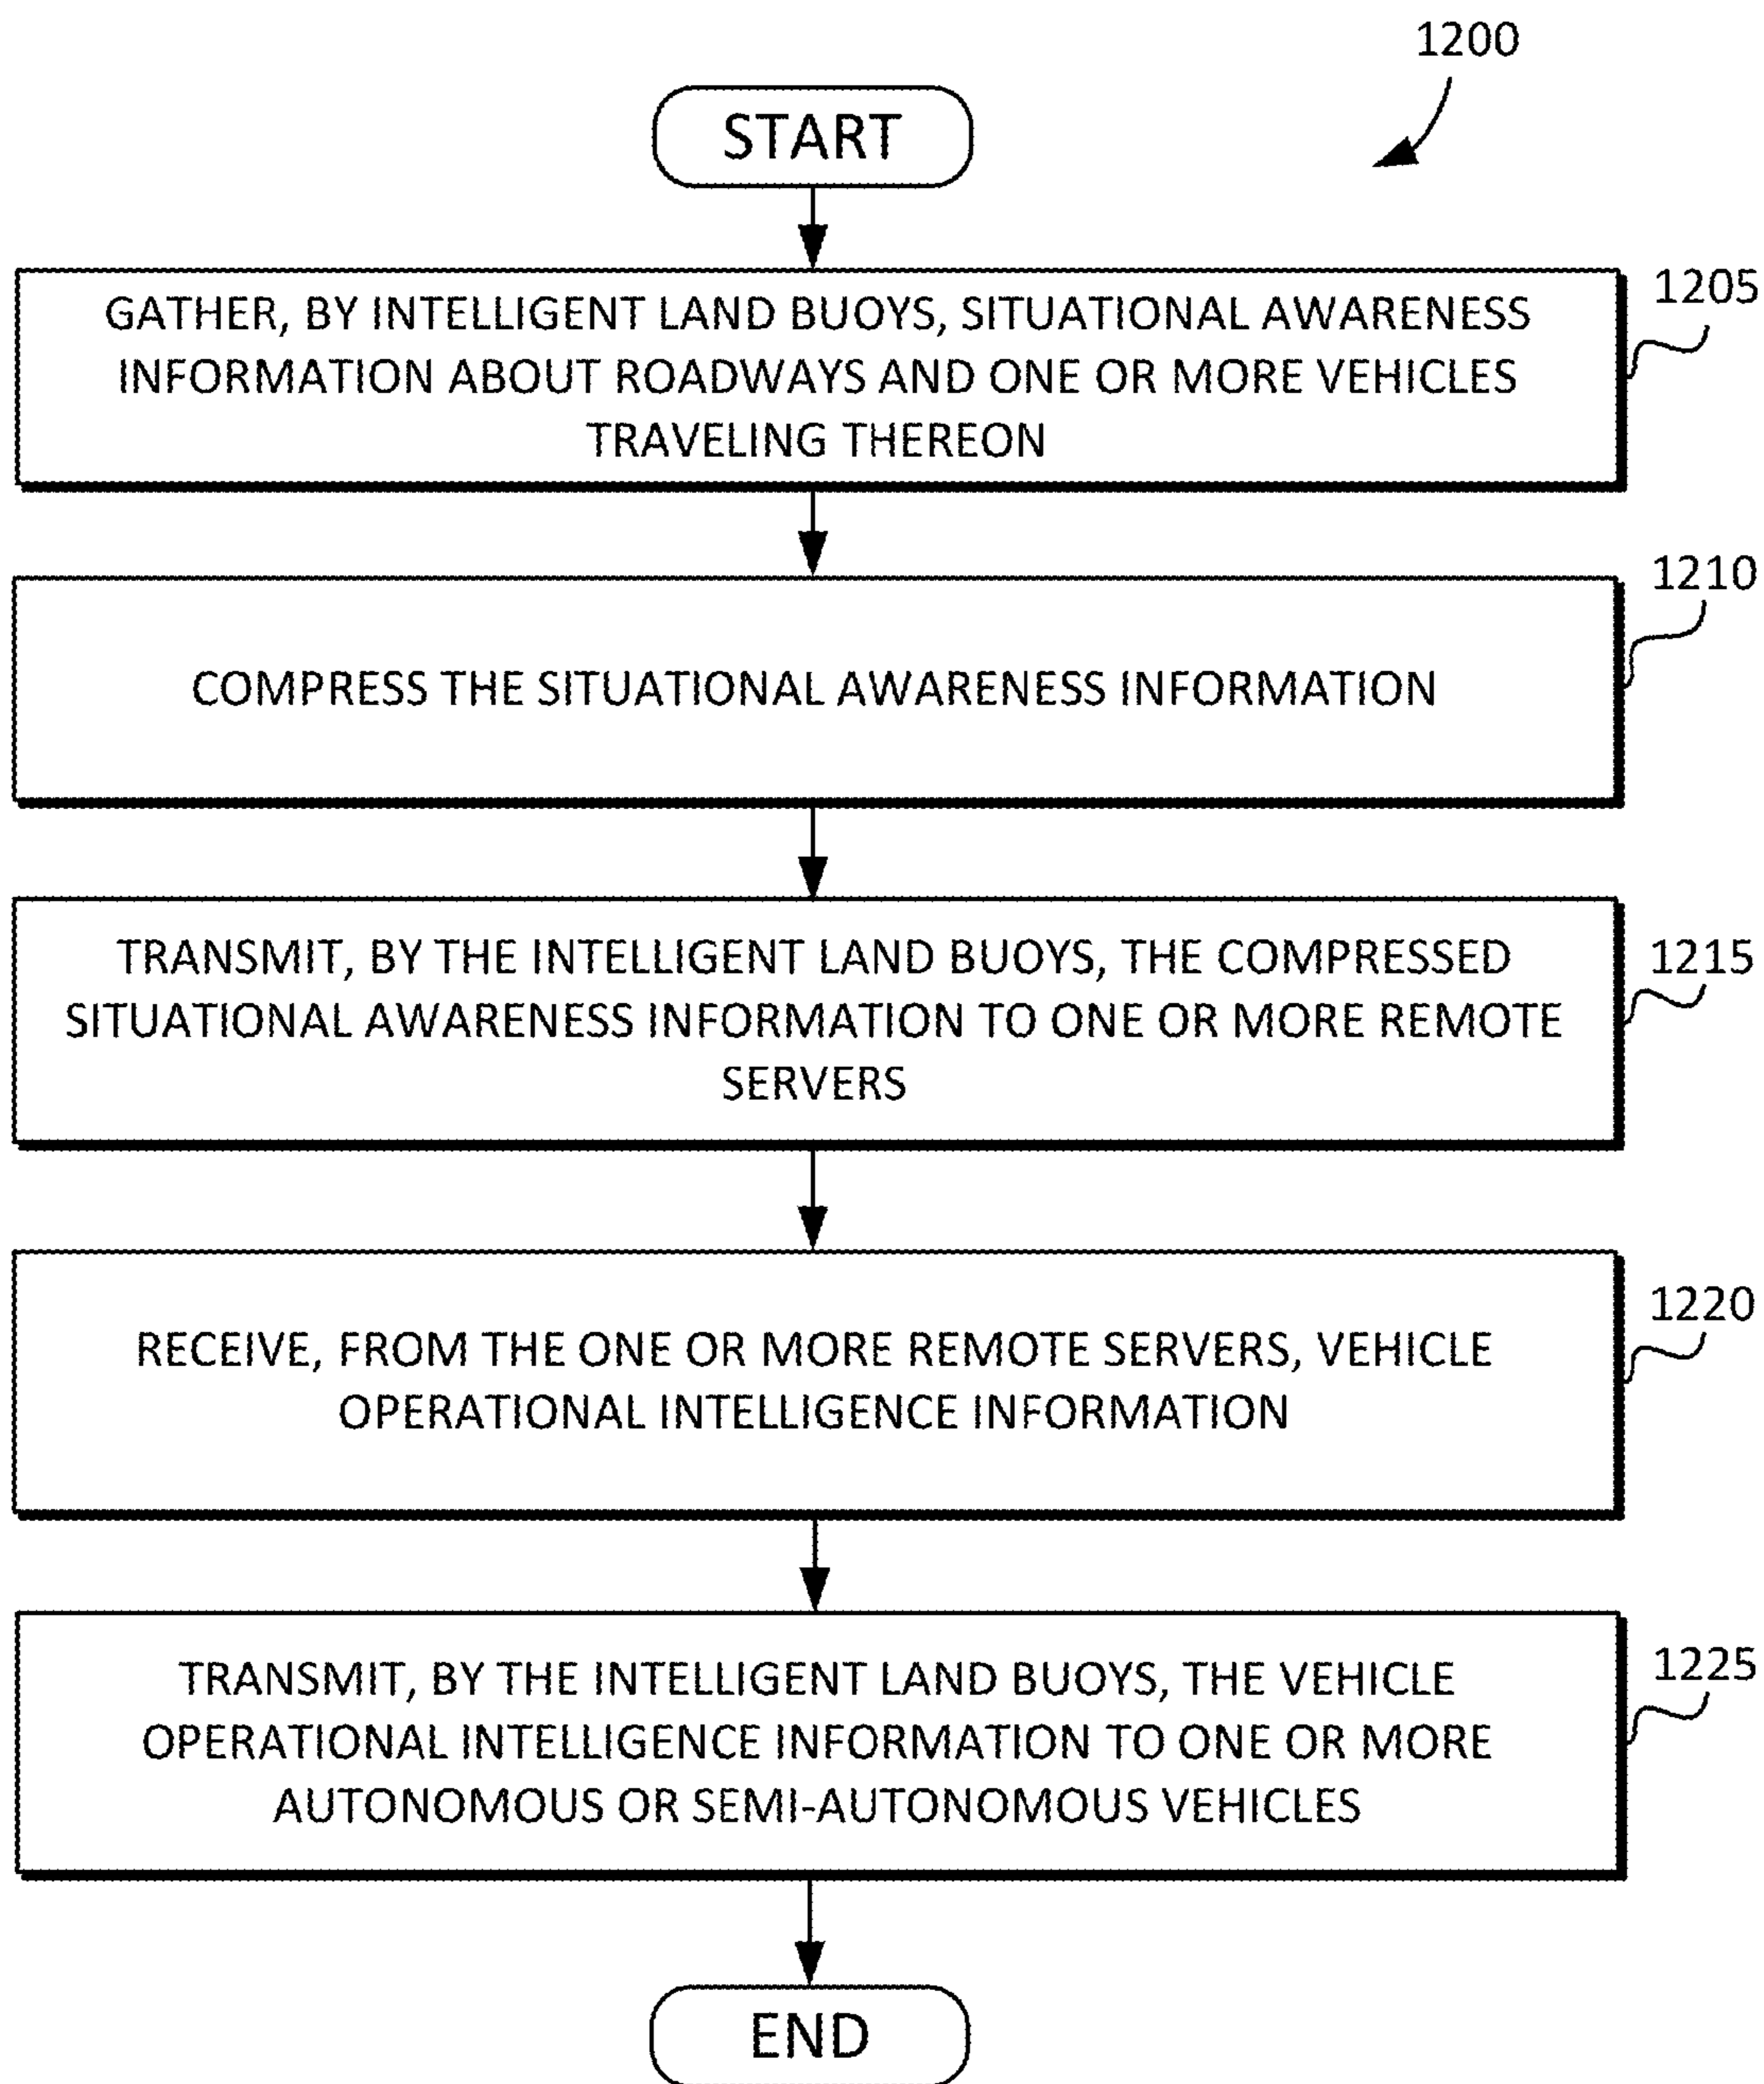 1200
START
GATHER, BY INTELLIGENT LAND BUOYS, SITUATIONAL AWARENESS
INFORMATION ABOUT ROADWAYS AND ONE OR MORE VEHICLES
TRAVELING THEREON
1205
COMPRESS THE SITUATIONAL AWARENESS INFORMATION
1210
TRANSMIT, BY THE INTELLIGENT LAND BUOYS, THE COMPRESSED
SITUATIONAL AWARENESS INFORMATION TO ONE OR MORE REMOTE
SERVERS
1215
RECEIVE, FROM THE ONE OR MORE REMOTE SERVERS, VEHICLE
OPERATIONAL INTELLIGENCE INFORMATION
1220
TRANSMIT, BY THE INTELLIGENT LAND BUOYS, THE VEHICLE
OPERATIONAL INTELLIGENCE INFORMATION TO ONE OR MORE
AUTONOMOUS OR SEMI-AUTONOMOUS VEHICLES
1225
END